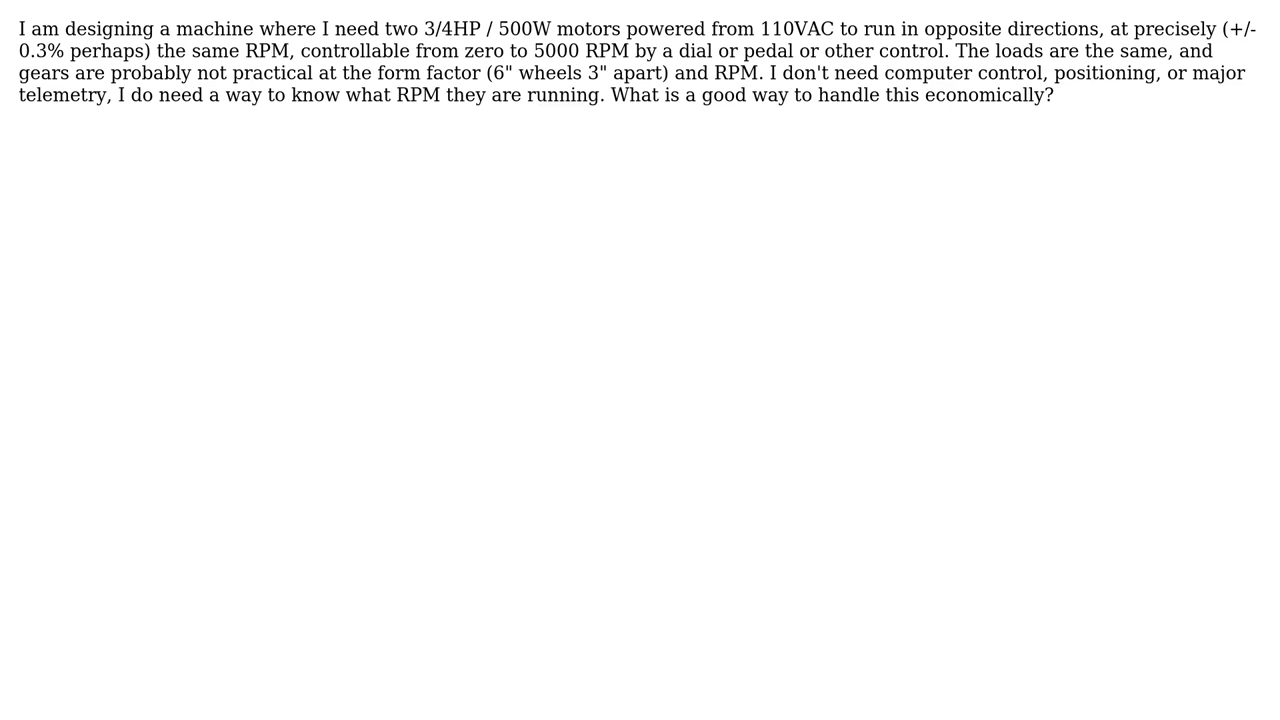 I am designing a machine where I need two 3/4HP / 500W motors powered from 110VAC to run in opposite directions, at precisely (+/-
0.3% perhaps) the same RPM, controllable from zero to 5000 RPM by a dial or pedal or other control. The loads are the same, and
gears are probably not practical at the form factor (6" wheels 3" apart) and RPM. I don't need computer control, positioning, or major
telemetry, I do need a way to know what RPM they are running. What is a good way to handle this economically?